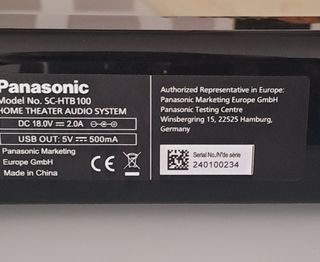 Panasonic
Model No. SC-HTB100
HOME THEATER AUDIO SYSTEM
DC 18.0V 2.0A
USB OUT: 5V 500mA
Panasonic Marketing
Europe GmbH
Made in China
CE
Authorized Representative in Europe:
Panasonic Marketing Europe GmbH
Panasonic Testing Centre
Winsbergring 15, 22525 Hamburg,
Germany
Serial No./N°de série
240100234